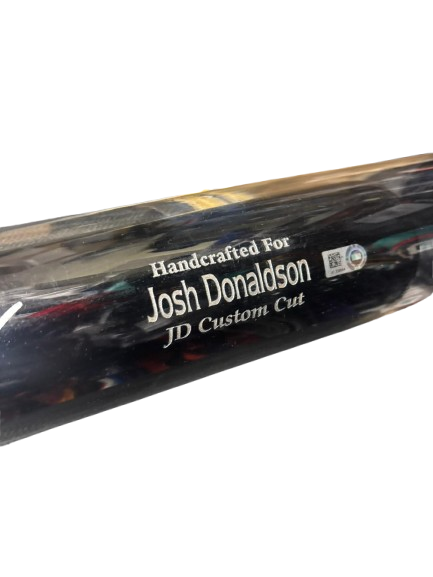 Handcrafted For
Josh Donaldson
JD Custom Cut